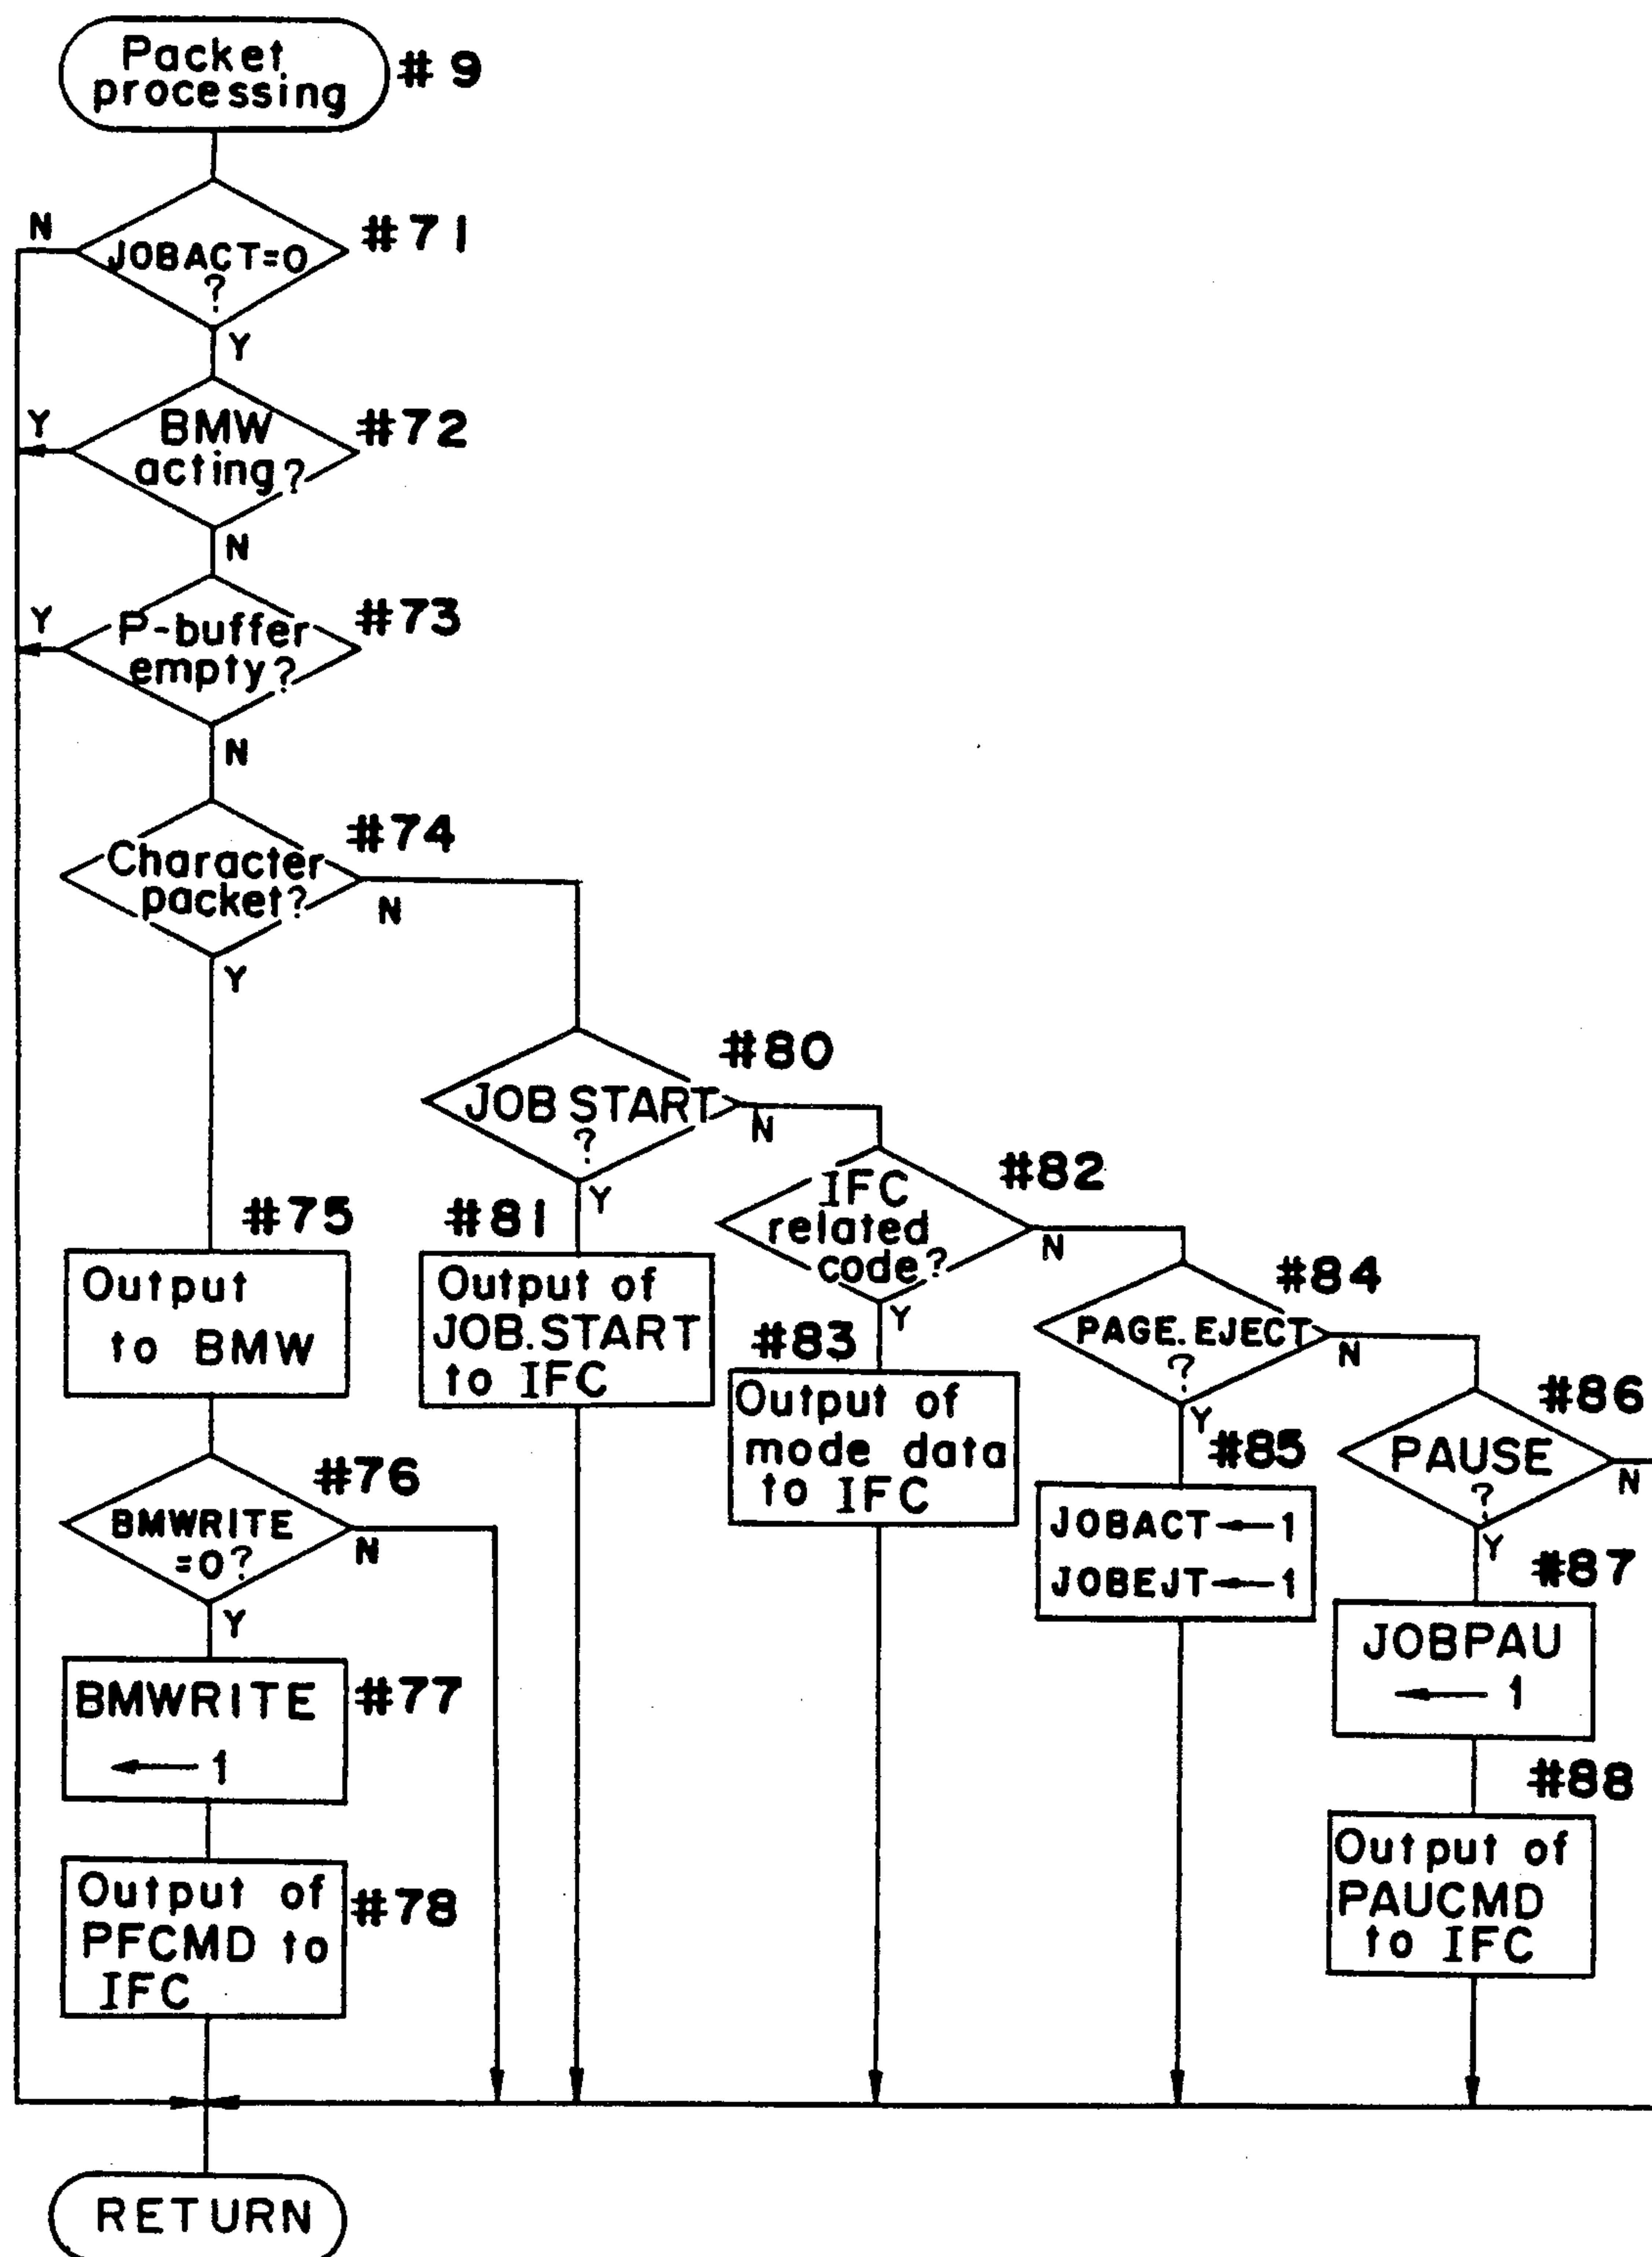 Packet
processing
#9
N
JOBACT=0
?
#71
Y
Y
BMW
acting?
#72
N
Y
P-buffer
empty?
#73
N
Character
packet?
#74
N
Y
JOB START
?
#80
N
Y
IFC
related
code?
#82
N
Y
PAGE.EJECT
?
#84
N
Y
PAUSE
?
#86
N
Y
#75
Output
to BMW
#81
Output of
JOB.START
to IFC
#83
Output of
mode data
to IFC
#85
JOBACT ← 1
JOBEJT ← 1
#87
JOBPAU
← 1
#88
Output of
PAUCMD
to IFC
BMWRITE
=0?
#76
N
Y
BMWRITE
← 1
#77
Output of
PFCMD to
IFC
#78
RETURN